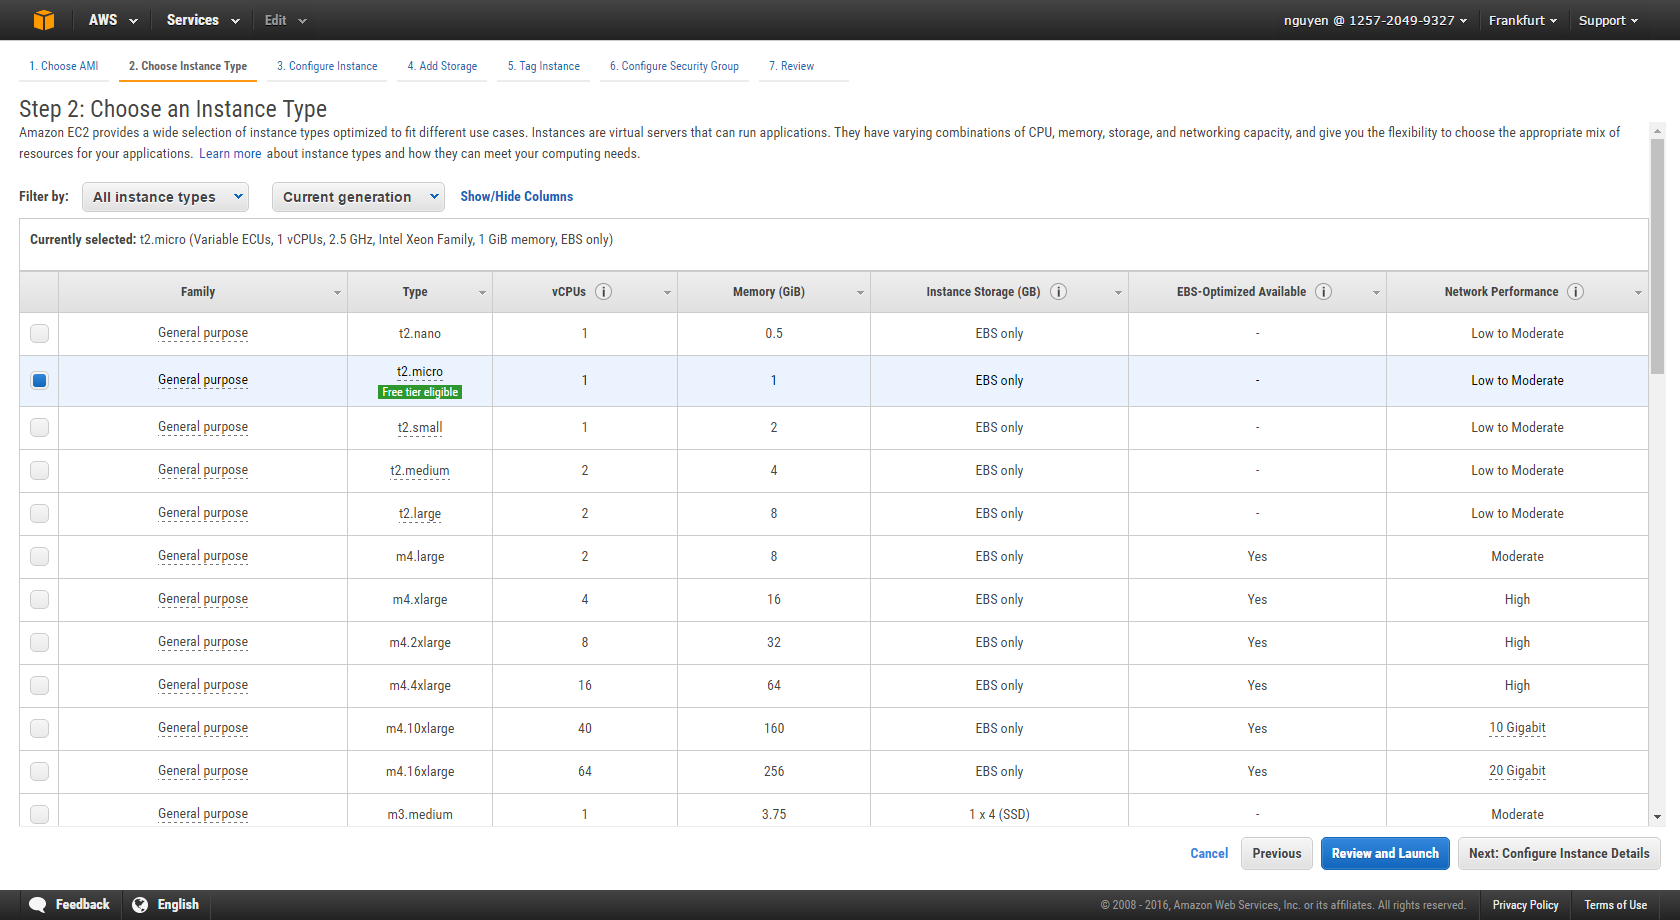 AWS Services Edit nguyen @ 1257-2049-9327 Frankfurt Support
1. Choose AMI 2. Choose Instance Type 3. Configure Instance 4. Add Storage 5. Tag Instance 6. Configure Security Group 7. Review
Step 2: Choose an Instance Type
Amazon EC2 provides a wide selection of instance types optimized to fit different use cases. Instances are virtual servers that can run applications. They have varying combinations of CPU, memory, storage, and networking capacity, and give you the flexibility to choose the appropriate mix of
resources for your applications. Learn more about instance types and how they can meet your computing needs.
Filter by: All instance types Current generation Show/Hide Columns
Currently selected: t2.micro (Variable ECUs, 1 vCPUs, 2.5 GHz, Intel Xeon Family, 1 GiB memory, EBS only)
Family Type vCPUs Memory (GiB) Instance Storage (GB) EBS-Optimized Available Network Performance
General purpose t2.nano 1 0.5 EBS only - Low to Moderate
General purpose t2.micro 1 1 EBS only - Low to Moderate
Free tier eligible
General purpose t2.small 1 2 EBS only - Low to Moderate
General purpose t2.medium 2 4 EBS only - Low to Moderate
General purpose t2.large 2 8 EBS only - Low to Moderate
General purpose m4.large 2 8 EBS only Yes Moderate
General purpose m4.xlarge 4 16 EBS only Yes High
General purpose m4.2xlarge 8 32 EBS only Yes High
General purpose m4.4xlarge 16 64 EBS only Yes High
General purpose m4.10xlarge 40 160 EBS only Yes 10 Gigabit
General purpose m4.16xlarge 64 256 EBS only Yes 20 Gigabit
General purpose m3.medium 1 3.75 1 x 4 (SSD) - Moderate
Cancel Previous Review and Launch Next: Configure Instance Details
Feedback English © 2008 - 2016, Amazon Web Services, Inc. or its affiliates. All rights reserved. Privacy Policy Terms of Use